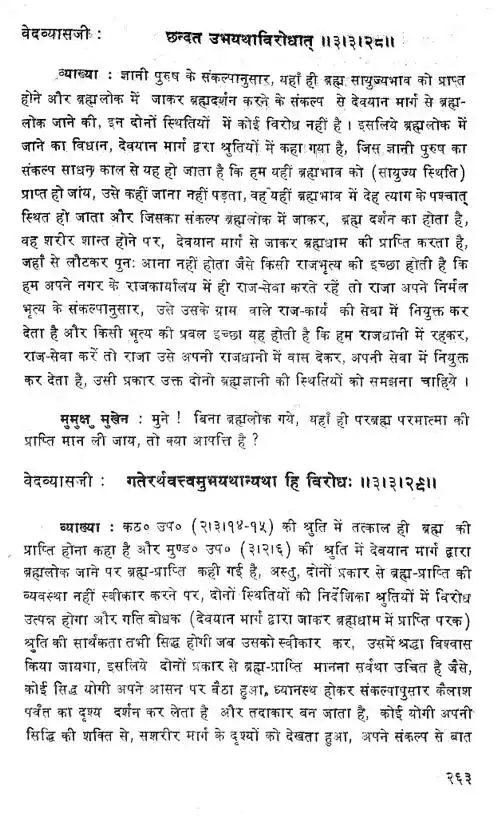 वेदव्यासजी : छन्दत उभयथाविरोधात् ॥३।३।२८॥
व्याख्या : ज्ञानी पुरुष के संकल्पानुसार, यहाँ ही ब्रह्म सायुज्यभाव को प्राप्त
होने और ब्रह्मलोक में जाकर ब्रह्मदर्शन करने के संकल्प से देवयान मार्ग से ब्रह्म-
लोक जाने की, इन दोनों स्थितियों में कोई विरोध नहीं है । इसलिये ब्रह्मलोक में
जाने का विधान, देवयान मार्ग द्वारा श्रुतियों में कहा गया है, जिस ज्ञानी पुरुष का
संकल्प साधन काल से यह हो जाता है कि हम यहीं ब्रह्मभाव को (सायुज्य स्थिति)
प्राप्त हो जांय, उसे कहीं जाना नहीं पड़ता, वह यहीं ब्रह्मभाव में देह त्याग के पश्चात्
स्थित हो जाता और जिसका संकल्प ब्रह्मलोक में जाकर, ब्रह्म दर्शन का होता है,
वह शरीर शान्त होने पर, देवयान मार्ग से जाकर ब्रह्मधाम की प्राप्ति करता है,
जहाँ से लौटकर पुनः आना नहीं होता जैसे किसी राजभृत्य की इच्छा होती है कि
हम अपने नगर के राजकार्यालय में ही राज-सेवा करते रहें तो राजा अपने निर्मल
भृत्य के संकल्पानुसार, उसे उसके ग्राम वाले राज-कार्य की सेवा में नियुक्त कर
देता है और किसी भृत्य की प्रबल इच्छा यह होती है कि हम राजधानी में रहकर,
राज-सेवा करें तो राजा उसे अपनी राजधानी में वास देकर, अपनी सेवा में नियुक्त
कर देता है, उसी प्रकार उक्त दोनो ब्रह्मज्ञानी की स्थितियों को समझना चाहिये ।
मुमुक्षु मुखेन : मुने ! बिना ब्रह्मलोक गये, यहाँ ही परब्रह्म परमात्मा की
प्राप्ति मान ली जाय, तो क्या आपत्ति है ?
वेदव्यासजी : गतेरर्थवत्त्वमुभयथान्यथा हि विरोधः ॥३।३।२९॥
व्याख्या : कठ० उप० (२।३।१४-१५) की श्रुति में तत्काल ही ब्रह्म की
प्राप्ति होना कहा है और मुण्ड० उप० (३।२।६) की श्रुति में देवयान मार्ग द्वारा
ब्रह्मलोक जाने पर ब्रह्म-प्राप्ति कही गई है, अस्तु, दोनों प्रकार से ब्रह्म-प्राप्ति की
व्यवस्था नहीं स्वीकार करने पर, दोनों स्थितियों की निर्देशिका श्रुतियों में विरोध
उत्पन्न होगा और गति बोधक (देवयान मार्ग द्वारा जाकर ब्रह्मधाम में प्राप्ति परक)
श्रुति की सार्थकता तभी सिद्ध होगी जब उसको स्वीकार कर, उसमें श्रद्धा विश्वास
किया जायगा, इसलिये दोनों प्रकार से ब्रह्म-प्राप्ति मानना सर्वथा उचित है जैसे,
कोई सिद्ध योगी अपने आसन पर बैठा हुआ, ध्यानस्थ होकर संकल्पापुसार कैलाश
पर्वत का दृश्य दर्शन कर लेता है और तदाकार बन जाता है, कोई योगी अपनी
सिद्धि की शक्ति से, सशरीर मार्ग के दृश्यों को देखता हुआ, अपने संकल्प से बात
२६३